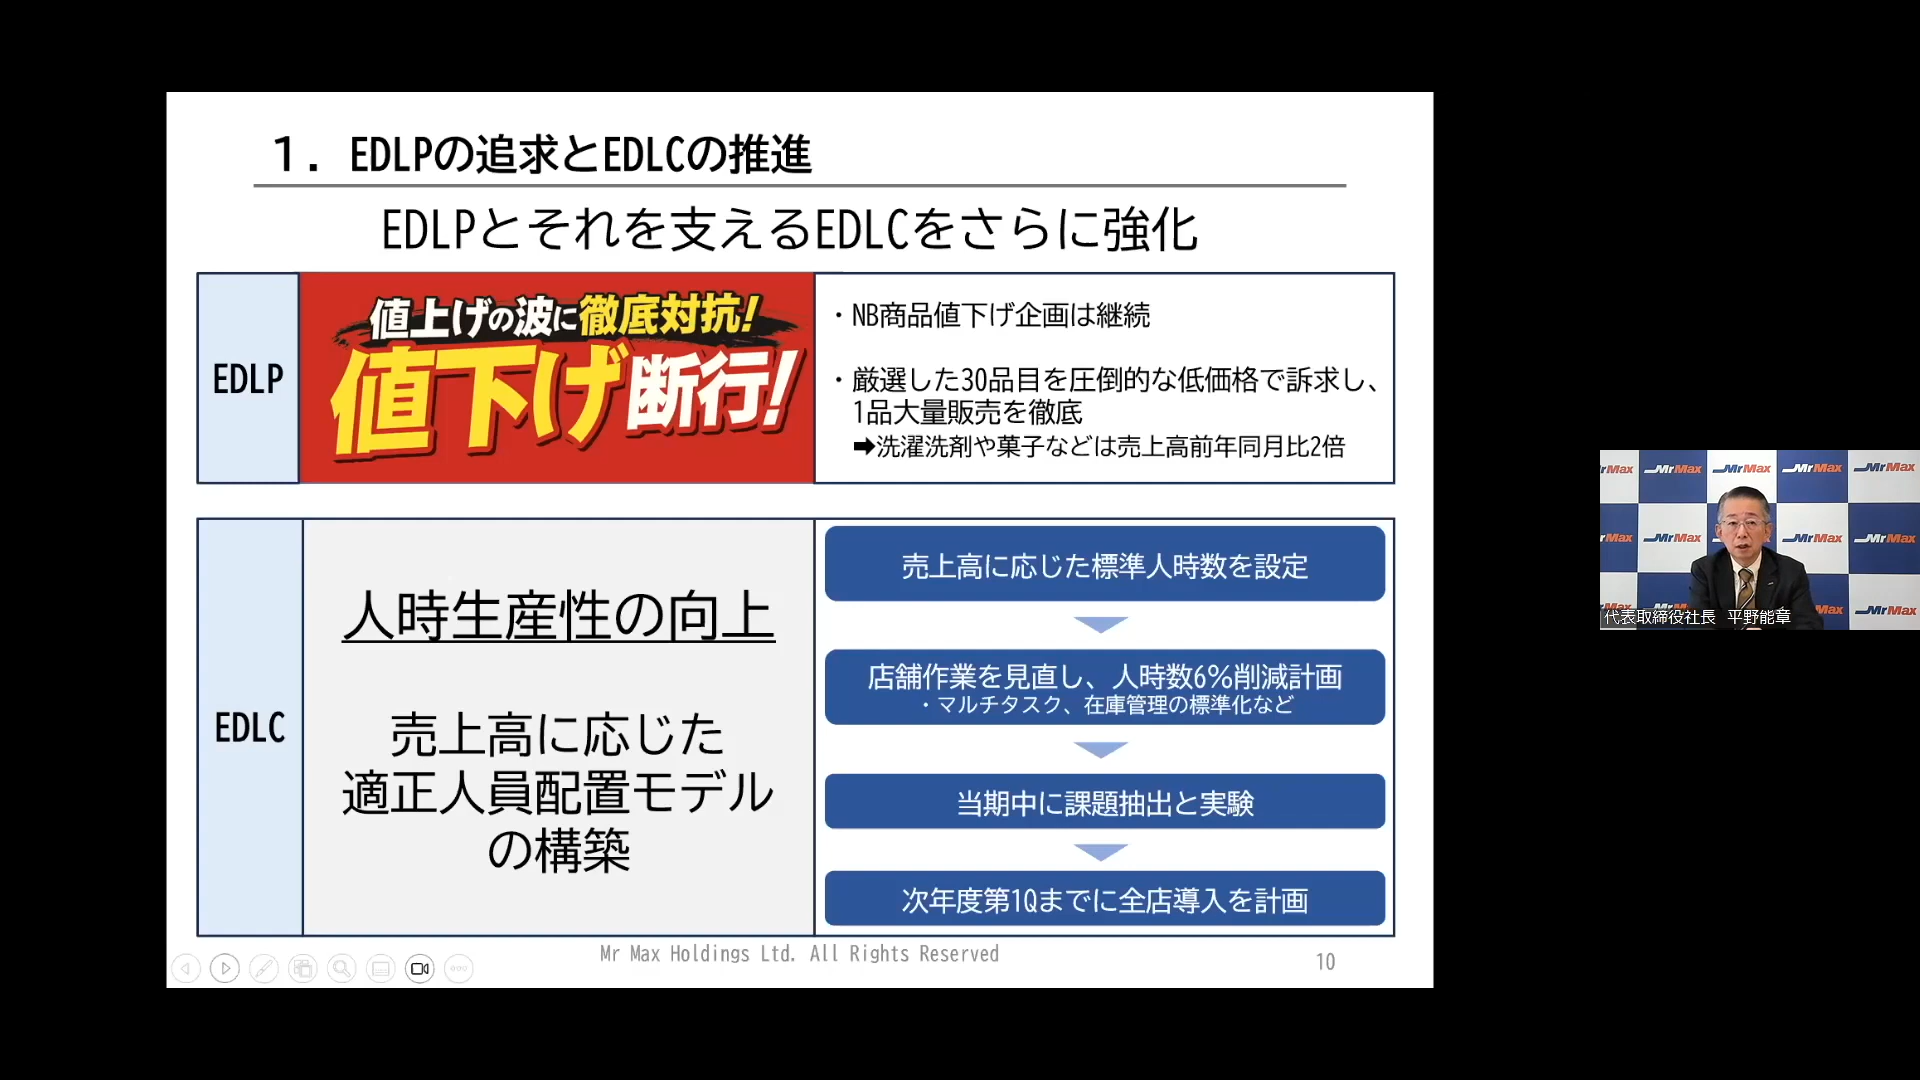 １．EDLPの追求とEDLCの推進
EDLPとそれを支えるEDLCをさらに強化
EDLP
値上げの波に徹底対抗!
値下げ断行!
・NB商品値下げ企画は継続
・厳選した30品目を圧倒的な低価格で訴求し、
1品大量販売を徹底
➡洗濯洗剤や菓子などは売上高前年同月比2倍
EDLC
人時生産性の向上
売上高に応じた
適正人員配置モデル
の構築
売上高に応じた標準人時数を設定
店舗作業を見直し、人時数6%削減計画
・マルチタスク、在庫管理の標準化など
当期中に課題抽出と実験
次年度第1Qまでに全店導入を計画
Mr Max Holdings Ltd. All Rights Reserved
10
rMax MrMax MrMax MrMax MrMax
rMax MrMax MrMax MrMax
rMax MrMax
代表取締役社長 平野能章